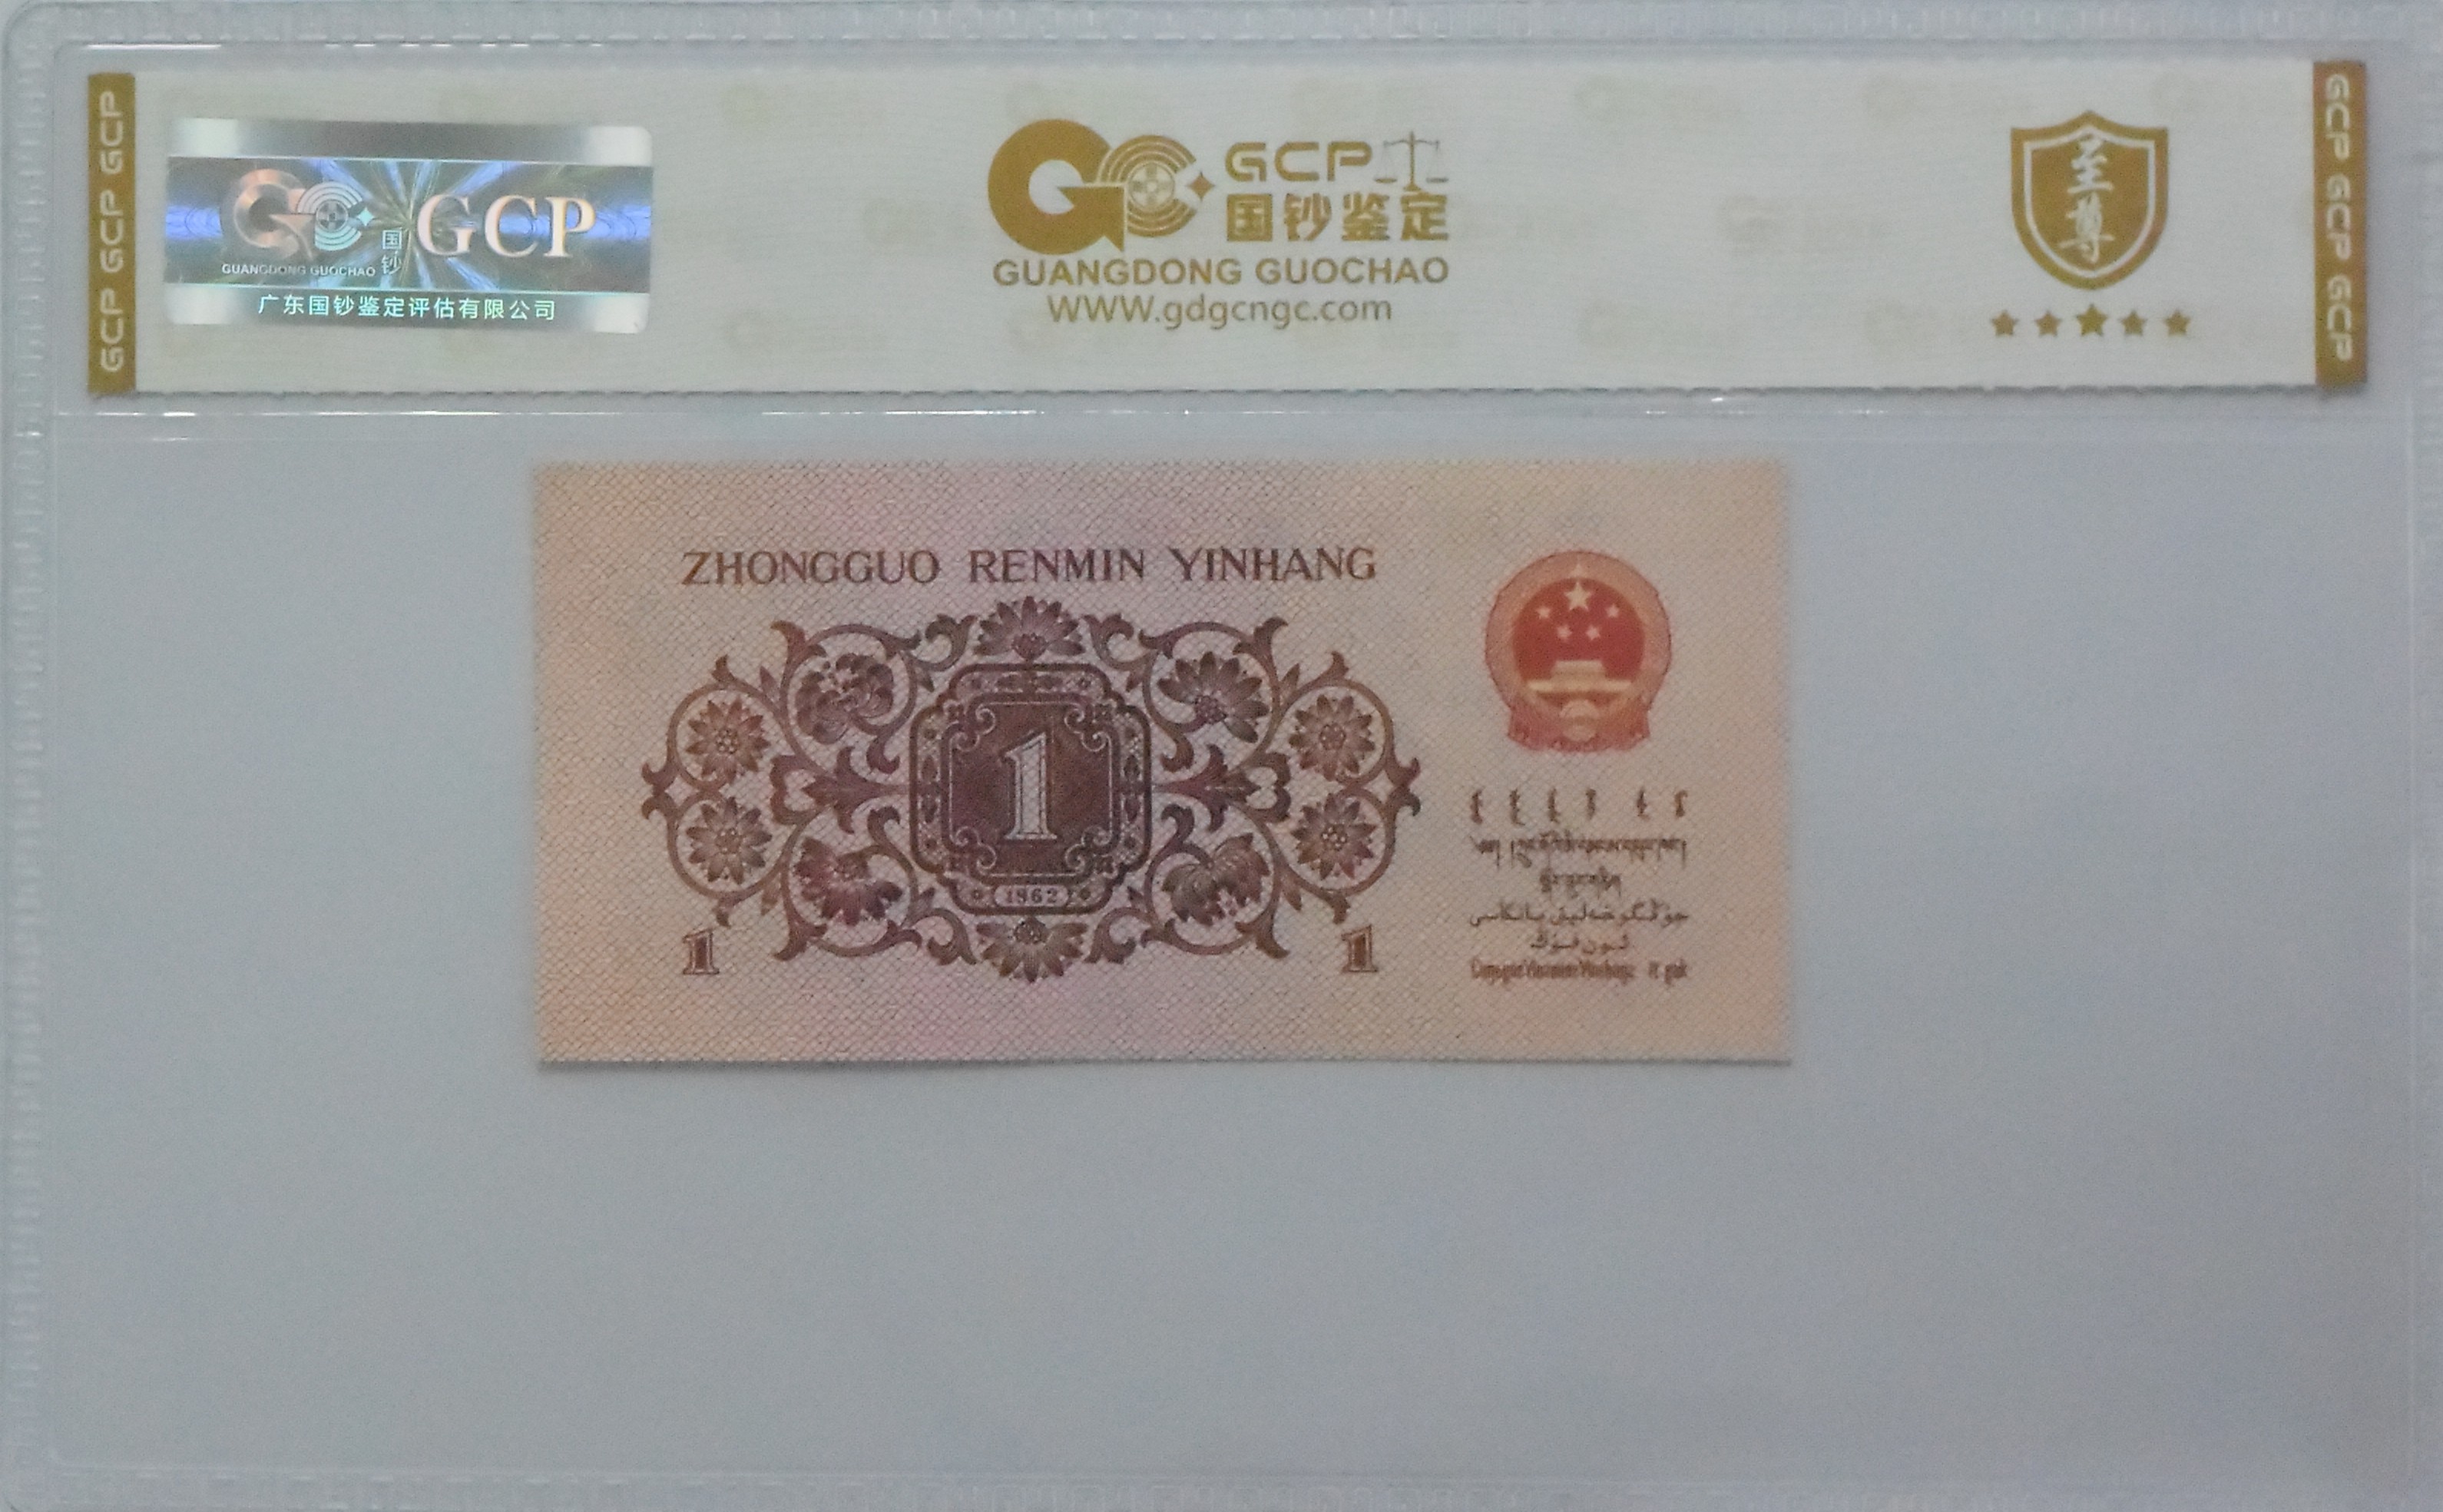 GCP GCP GCP
GUANGDONG GUOCHAO
国钞
GCP
广东国钞鉴定评估有限公司
GCP
国钞鉴定
GUANGDONG GUOCHAO
WWW.gdgcngc.com
至尊
GCP GCP GCP
ZHONGGUO RENMIN YINHANG
1
1962
1
1